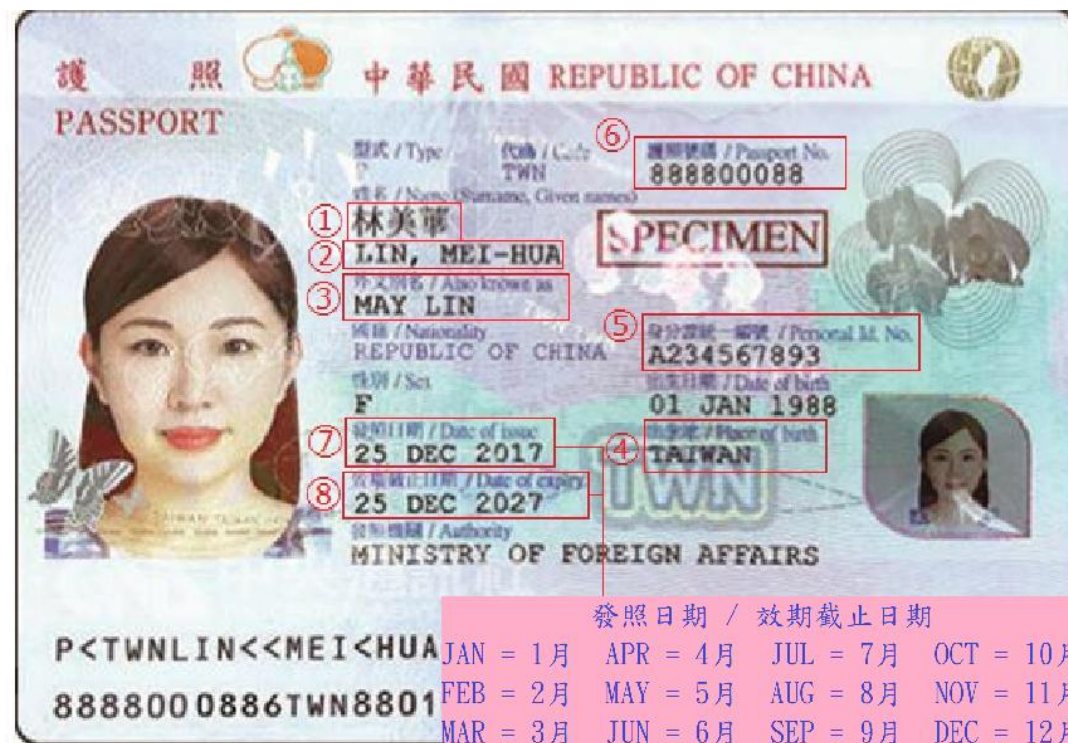 護 照 中華民國 REPUBLIC OF CHINA
PASSPORT
⑥
型式 / Type 代碼 / Code 護照號碼 / Passport No.
P TWN 888800088
姓名 / Name (Surname, Given names)
① 林美華
SPECIMEN
② LIN, MEI-HUA
外文別名 / Also known as
③ MAY LIN
國籍 / Nationality ⑤ 身分證統一編號 / Personal Id. No.
REPUBLIC OF CHINA A234567893
性別 / Sex 出生日期 / Date of birth
F 01 JAN 1988
⑦ 發照日期 / Date of issue ④ 出生地 / Place of birth
25 DEC 2017 TAIWAN
⑧ 效期截止日期 / Date of expiry TWN
25 DEC 2027
發照機關 / Authority
MINISTRY OF FOREIGN AFFAIRS
發照日期 / 效期截止日期
P<TWNLIN<<MEI<HUA JAN = 1月 APR = 4月 JUL = 7月 OCT = 10月
8888000886TWN8801 FEB = 2月 MAY = 5月 AUG = 8月 NOV = 11月
MAR = 3月 JUN = 6月 SEP = 9月 DEC = 12月